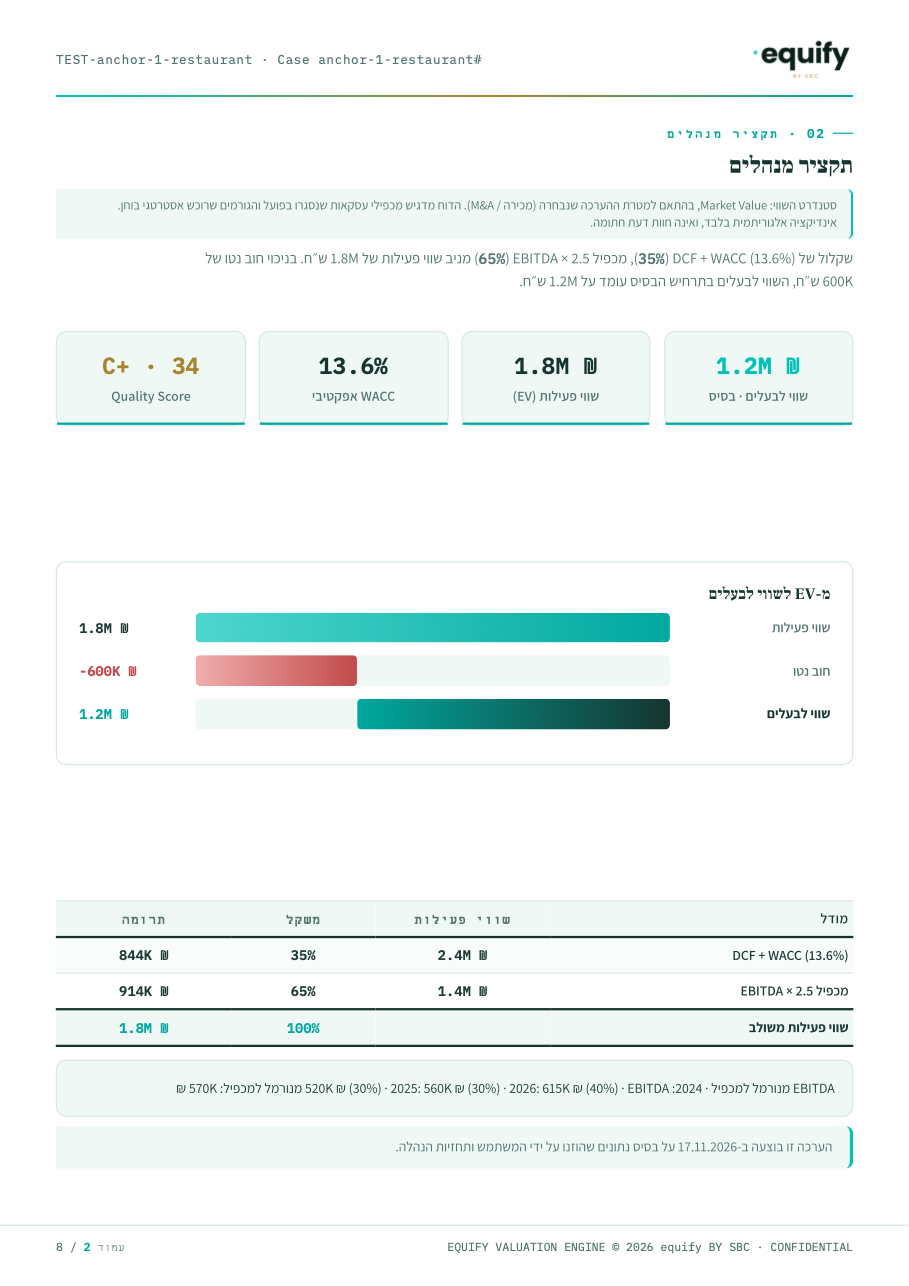 TEST-anchor-1-restaurant · Case anchor-1-restaurant#
equify
BY SBC
02 · תקציר מנהלים
תקציר מנהלים
סטנדרט השווי: Market Value, בהתאם למטרת ההערכה שנבחרה (מכירה / M&A). הדוח מדגיש מכפילי עסקאות שנסגרו בפועל והגורמים שרוכש אסטרטגי בוחן.
אינדיקציה אלגוריתמית בלבד, ואינה חוות דעת חתומה.
שקלול של DCF + WACC (13.6%) (35%), מכפיל EBITDA × 2.5 (65%) מניב שווי פעילות של 1.8M ש״ח. בניכוי חוב נטו של
600K ש״ח, השווי לבעלים בתרחיש הבסיס עומד על 1.2M ש״ח.
1.2M ₪
שווי לבעלים · בסיס
1.8M ₪
שווי פעילות (EV)
13.6%
WACC אפקטיבי
C+ · 34
Quality Score
מ-EV לשווי לבעלים
שווי פעילות 1.8M ₪
חוב נטו -600K ₪
שווי לבעלים 1.2M ₪
מודל שווי פעילות משקל תרומה
DCF + WACC (13.6%) 2.4M ₪ 35% 844K ₪
מכפיל EBITDA × 2.5 1.4M ₪ 65% 914K ₪
שווי פעילות משולב 100% 1.8M ₪
EBITDA מנורמל למכפיל · EBITDA :2024 · 2026: 615K ₪ (40%) · 2025: 560K ₪ (30%) · 520K ₪ (30%) מנורמל למכפיל: 570K ₪
הערכה זו בוצעה ב-17.11.2026 על בסיס נתונים שהוזנו על ידי המשתמש ותחזיות הנהלה.
עמוד 2 / 8
EQUIFY VALUATION ENGINE © 2026 equify BY SBC · CONFIDENTIAL